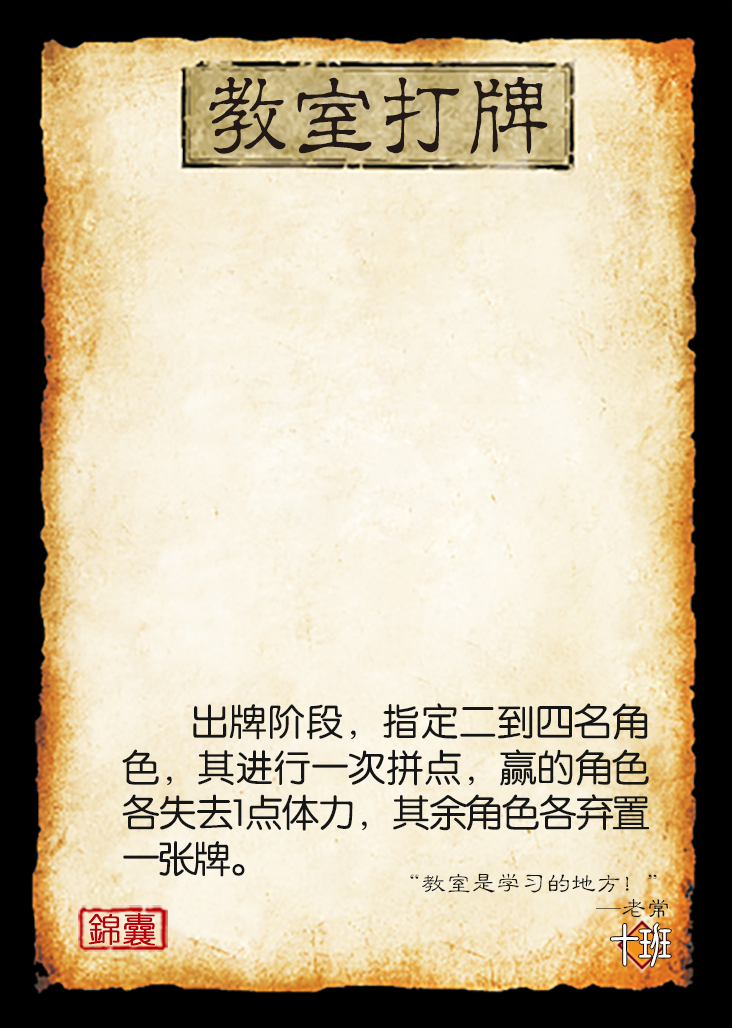 教室打牌
出牌阶段，指定二到四名角
色，其进行一次拼点，赢的角色
各失去1点体力，其余角色各弃置
一张牌。
“教室是学习的地方！”
—老常
錦囊
十班